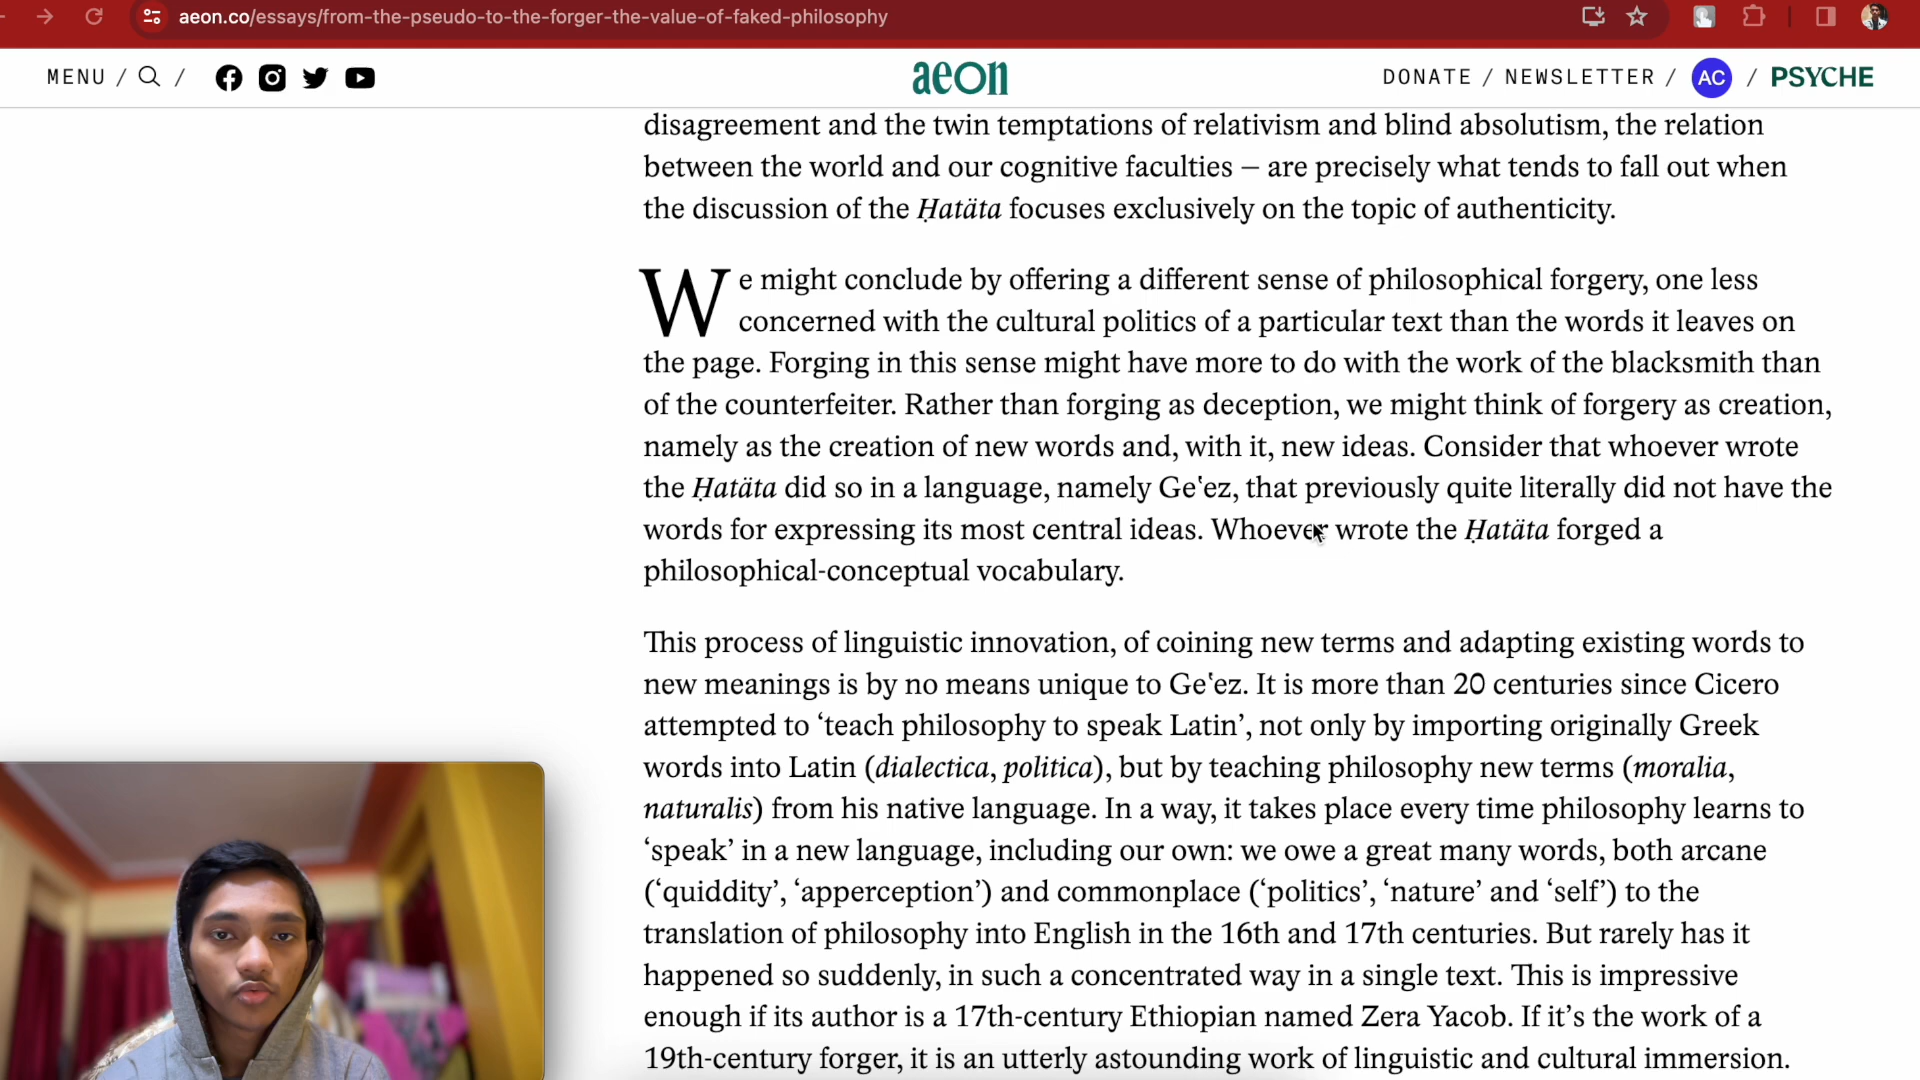 aeon.co/essays/from-the-pseudo-to-the-forger-the-value-of-faked-philosophy
MENU / /
aeon
DONATE / NEWSLETTER / AC / PSYCHE
disagreement and the twin temptations of relativism and blind absolutism, the relation
between the world and our cognitive faculties – are precisely what tends to fall out when
the discussion of the Ḥatäta focuses exclusively on the topic of authenticity.
We might conclude by offering a different sense of philosophical forgery, one less
concerned with the cultural politics of a particular text than the words it leaves on
the page. Forging in this sense might have more to do with the work of the blacksmith than
of the counterfeiter. Rather than forging as deception, we might think of forgery as creation,
namely as the creation of new words and, with it, new ideas. Consider that whoever wrote
the Ḥatäta did so in a language, namely Geʽez, that previously quite literally did not have the
words for expressing its most central ideas. Whoever wrote the Ḥatäta forged a
philosophical-conceptual vocabulary.
This process of linguistic innovation, of coining new terms and adapting existing words to
new meanings is by no means unique to Geʽez. It is more than 20 centuries since Cicero
attempted to ‘teach philosophy to speak Latin’, not only by importing originally Greek
words into Latin (dialectica, politica), but by teaching philosophy new terms (moralia,
naturalis) from his native language. In a way, it takes place every time philosophy learns to
‘speak’ in a new language, including our own: we owe a great many words, both arcane
(‘quiddity’, ‘apperception’) and commonplace (‘politics’, ‘nature’ and ‘self’) to the
translation of philosophy into English in the 16th and 17th centuries. But rarely has it
happened so suddenly, in such a concentrated way in a single text. This is impressive
enough if its author is a 17th-century Ethiopian named Zera Yacob. If it’s the work of a
19th-century forger, it is an utterly astounding work of linguistic and cultural immersion.